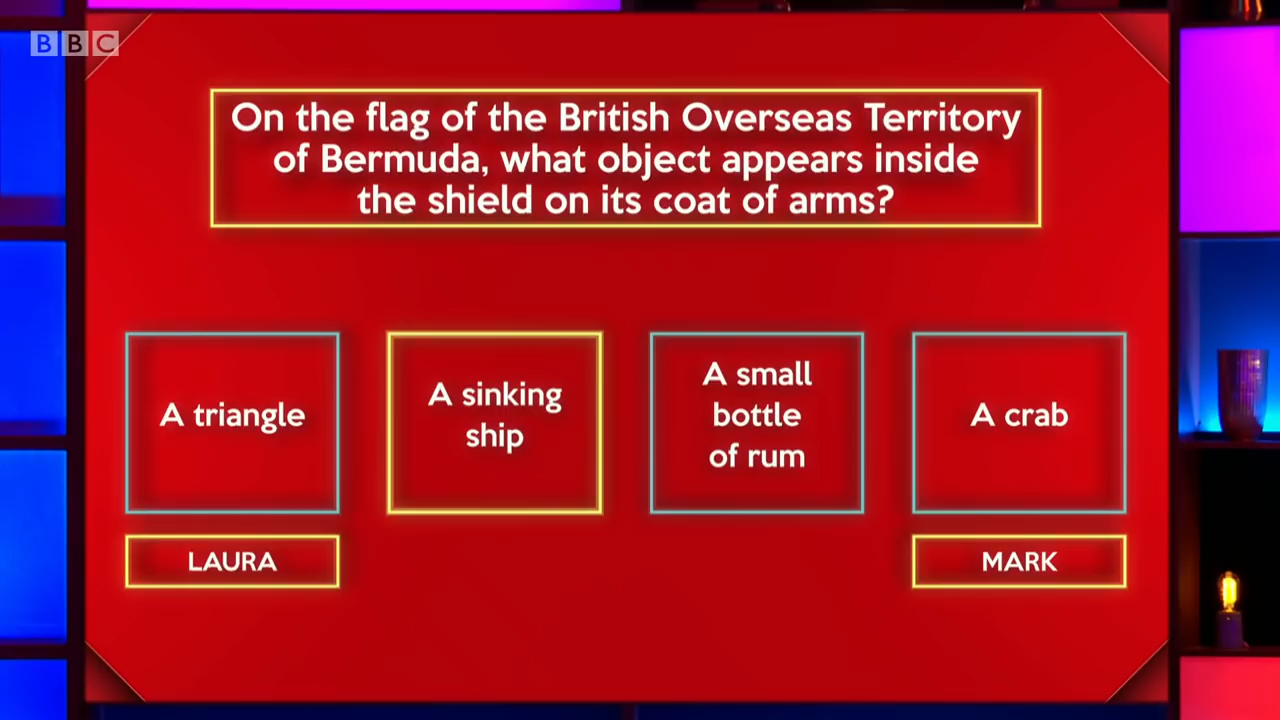 BBC
On the flag of the British Overseas Territory
of Bermuda, what object appears inside
the shield on its coat of arms?
A triangle
A sinking
ship
A small
bottle
of rum
A crab
LAURA
MARK